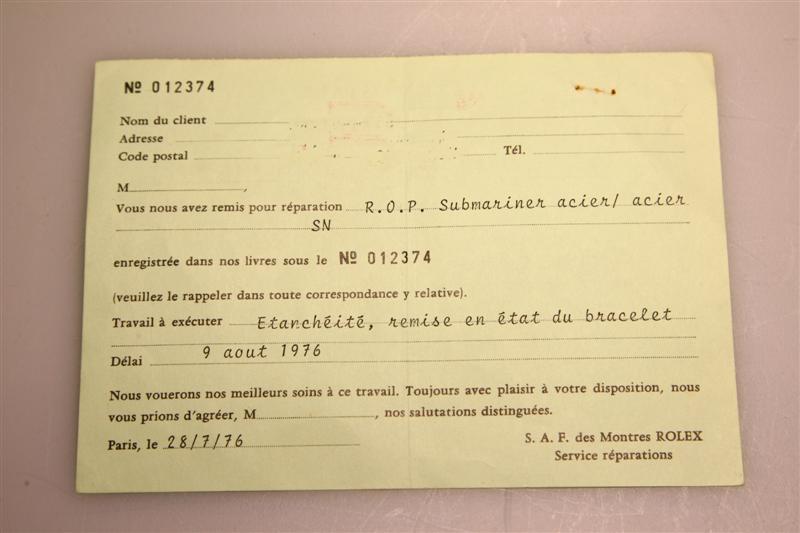 Nº 012374
Nom du client
Adresse
Code postal Tél.
M ,
Vous nous avez remis pour réparation R.O.P. Submariner acier/ acier
SN
enregistrée dans nos livres sous le Nº 012374
(veuillez le rappeler dans toute correspondance y relative).
Travail à exécuter Etanchéité, remise en état du bracelet
Délai 9 aout 1976
Nous vouerons nos meilleurs soins à ce travail. Toujours avec plaisir à votre disposition, nous
vous prions d'agréer, M , nos salutations distinguées.
Paris, le 28/7/76
S. A. F. des Montres ROLEX
Service réparations